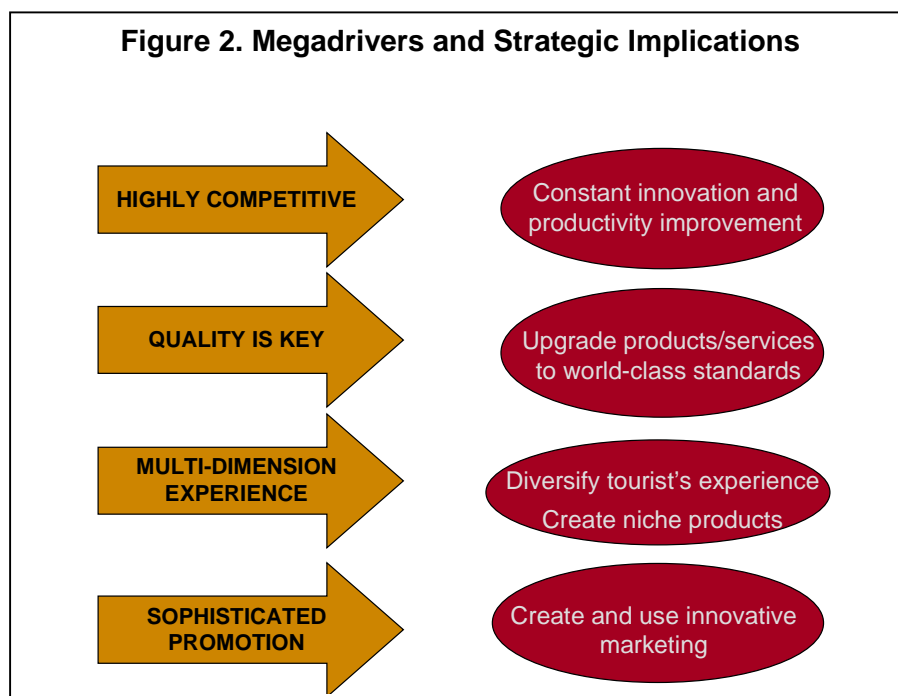 Figure 2. Megadrivers and Strategic Implications
HIGHLY COMPETITIVE
Constant innovation and
productivity improvement
QUALITY IS KEY
Upgrade products/services
to world-class standards
MULTI-DIMENSION
EXPERIENCE
Diversify tourist’s experience
Create niche products
SOPHISTICATED
PROMOTION
Create and use innovative
marketing